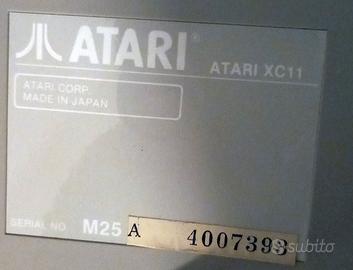 ATARI®
ATARI XC11
ATARI CORP.
MADE IN JAPAN
SERIAL NO. M25 A 4007393
subito